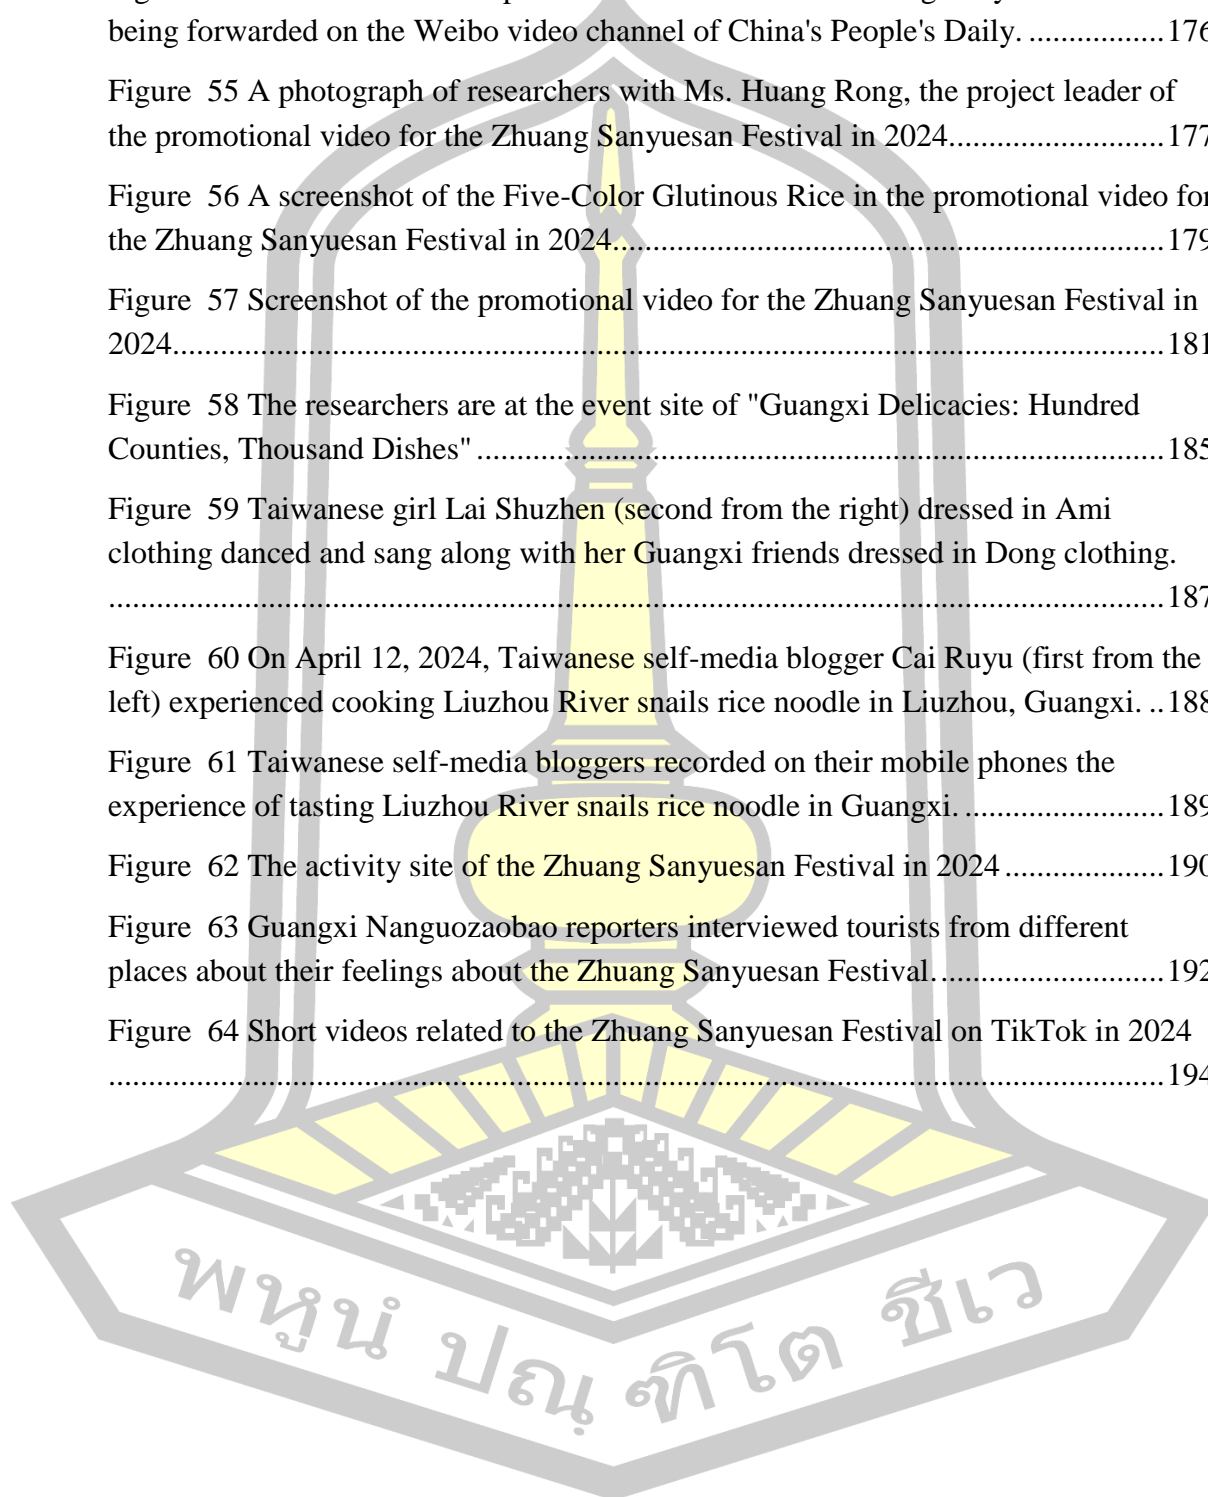 being forwarded on the Weibo video channel of China's People's Daily. .................176
Figure  55 A photograph of researchers with Ms. Huang Rong, the project leader of
the promotional video for the Zhuang Sanyuesan Festival in 2024...........................177
Figure  56 A screenshot of the Five-Color Glutinous Rice in the promotional video for
the Zhuang Sanyuesan Festival in 2024......................................................................179
Figure  57 Screenshot of the promotional video for the Zhuang Sanyuesan Festival in
2024.............................................................................................................................181
Figure  58 The researchers are at the event site of "Guangxi Delicacies: Hundred
Counties, Thousand Dishes" .......................................................................................185
Figure  59 Taiwanese girl Lai Shuzhen (second from the right) dressed in Ami
clothing danced and sang along with her Guangxi friends dressed in Dong clothing.
.....................................................................................................................................187
Figure  60 On April 12, 2024, Taiwanese self-media blogger Cai Ruyu (first from the
left) experienced cooking Liuzhou River snails rice noodle in Liuzhou, Guangxi. ..188
Figure  61 Taiwanese self-media bloggers recorded on their mobile phones the
experience of tasting Liuzhou River snails rice noodle in Guangxi. .........................189
Figure  62 The activity site of the Zhuang Sanyuesan Festival in 2024 ....................190
Figure  63 Guangxi Nanguozaobao reporters interviewed tourists from different
places about their feelings about the Zhuang Sanyuesan Festival.............................192
Figure  64 Short videos related to the Zhuang Sanyuesan Festival on TikTok in 2024
.....................................................................................................................................194
พหูนํ ปณฺฑิโต ชีเว